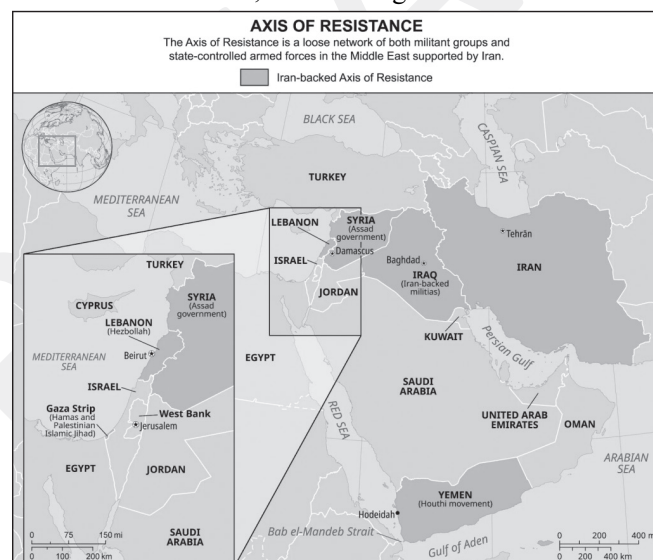 AXIS OF RESISTANCE
The Axis of Resistance is a loose network of both militant groups and
state-controlled armed forces in the Middle East supported by Iran.
Iran-backed Axis of Resistance
BLACK SEA
CASPIAN SEA
TURKEY
MEDITERRANEAN
SEA
LEBANON
SYRIA
(Assad
government)
Damascus
ISRAEL
JORDAN
Baghdad
IRAQ
(Iran-backed
militias)
Tehrân
IRAN
KUWAIT
Persian Gulf
EGYPT
SAUDI
ARABIA
RED SEA
UNITED ARAB
EMIRATES
OMAN
ARABIAN
SEA
YEMEN
(Houthi movement)
Hodeidah
Bab el-Mandeb Strait
Gulf of Aden
0 200 400 mi
0 200 400 km
TURKEY
CYPRUS
SYRIA
(Assad
government)
LEBANON
(Hezbollah)
Beirut
MEDITERRANEAN
SEA
ISRAEL
Gaza Strip
(Hamas and
Palestinian
Islamic Jihad)
West Bank
Jerusalem
EGYPT
JORDAN
SAUDI
ARABIA
0 75 150 mi
0 100 200 km